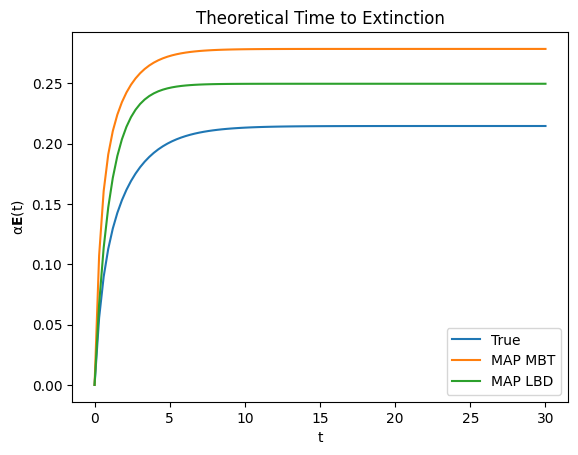 Theoretical Time to Extinction
αE(t)
0.25
0.20
0.15
0.10
0.05
0.00
True
MAP MBT
MAP LBD
0 5 10 15 20 25 30
t